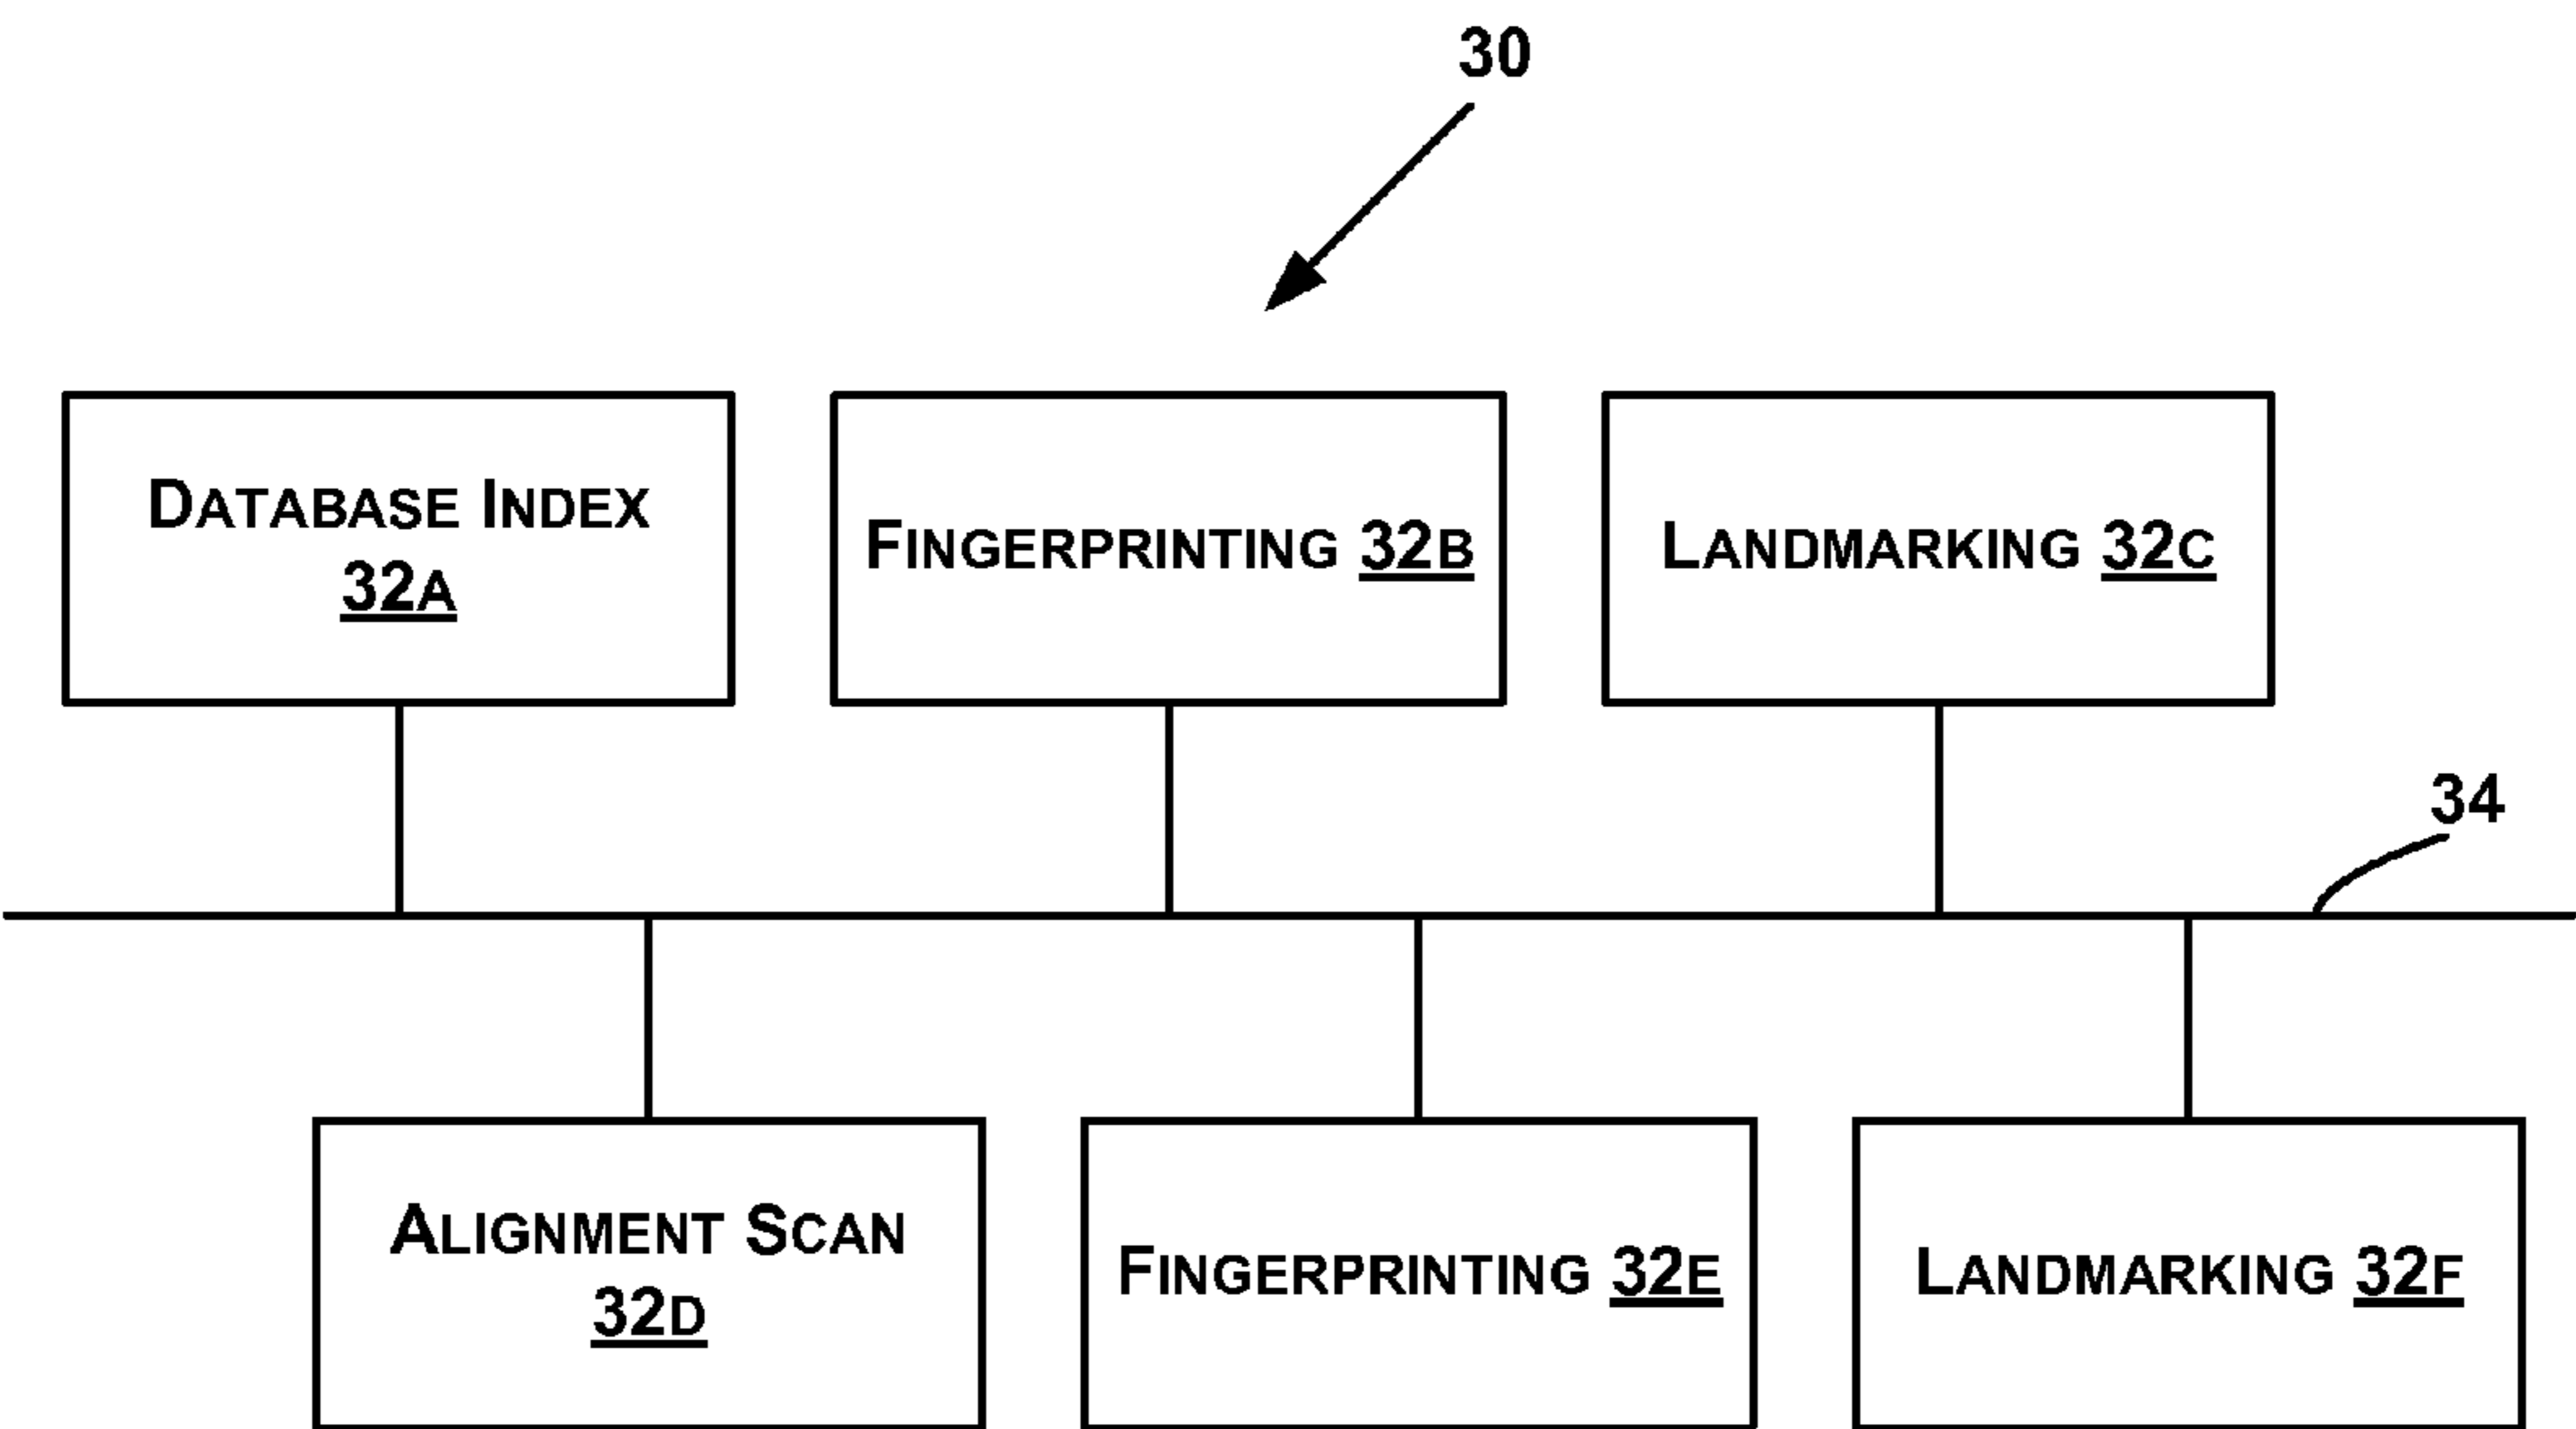 30
DATABASE INDEX
32A
FINGERPRINTING 32B
LANDMARKING 32C
34
ALIGNMENT SCAN
32D
FINGERPRINTING 32E
LANDMARKING 32F